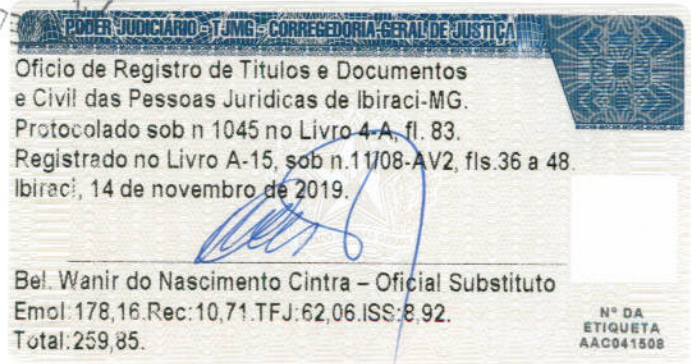 PODER JUDICIÁRIO - TJMG - CORREGEDORIA-GERAL DE JUSTIÇA
Oficio de Registro de Titulos e Documentos
e Civil das Pessoas Juridicas de Ibiraci-MG.
Protocolado sob n 1045 no Livro 4-A, fl. 83.
Registrado no Livro A-15, sob n.11708-AV2, fls.36 a 48.
Ibiraci, 14 de novembro de 2019.
Bel. Wanir do Nascimento Cintra – Oficial Substituto
Emol:178,16.Rec:10,71.TFJ:62,06.ISS:8,92.
Total:259,85.
Nº DA
ETIQUETA
AAC041508